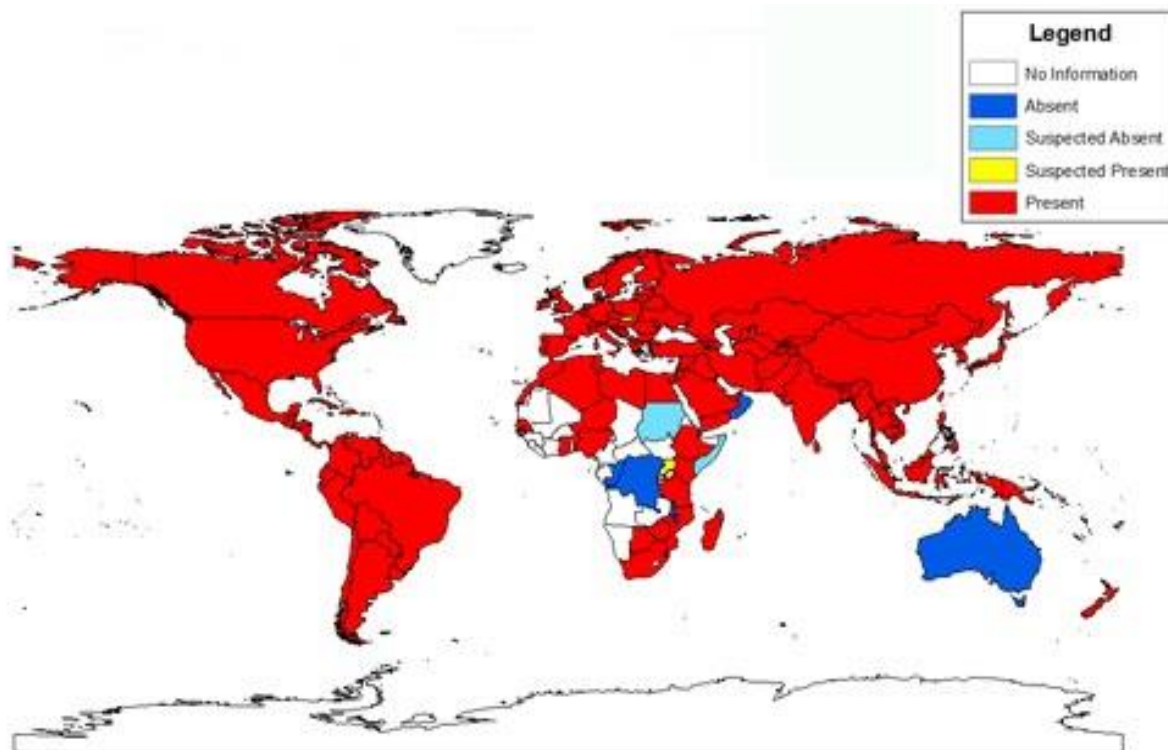 Legend
No Information
Absent
Suspected Absent
Suspected Present
Present